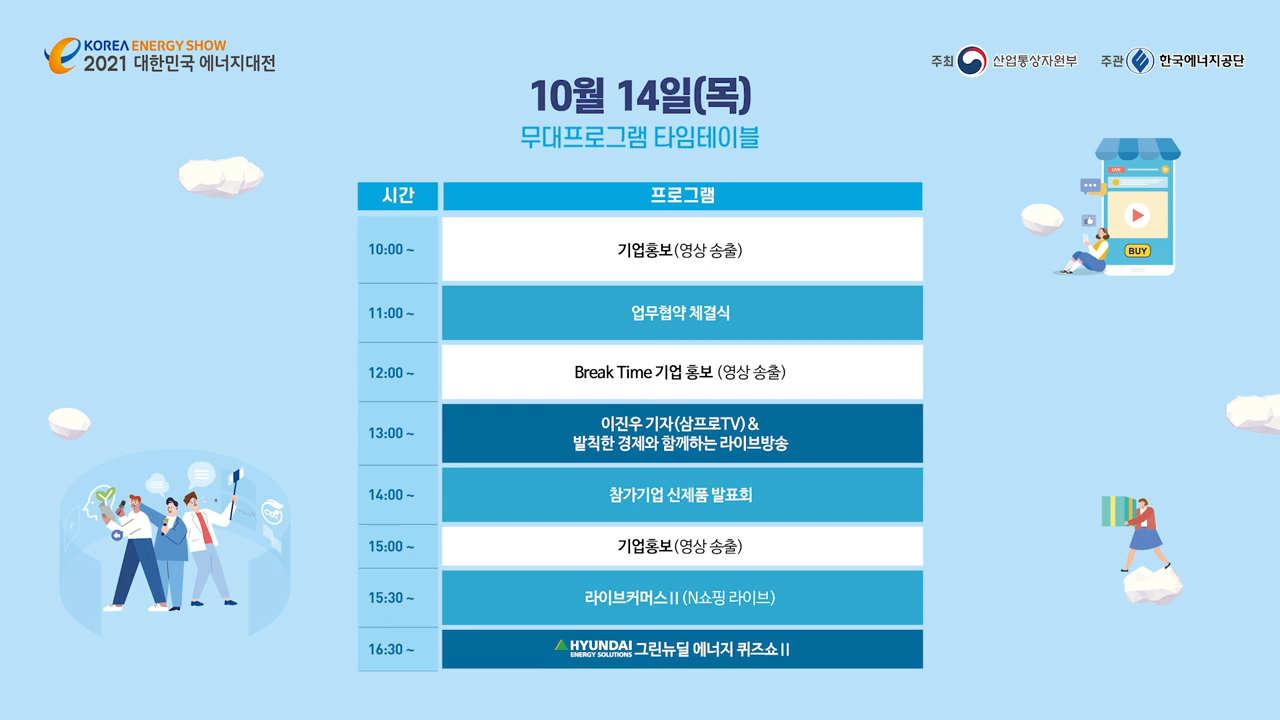 KOREA ENERGY SHOW
2021 대한민국 에너지대전
주최 산업통상자원부 주관 한국에너지공단
10월 14일(목)
무대프로그램 타임테이블
시간 프로그램
10:00 ~ 기업홍보(영상 송출)
11:00 ~ 업무협약 체결식
12:00 ~ Break Time 기업 홍보 (영상 송출)
13:00 ~ 이진우 기자(삼프로TV) &
발칙한 경제와 함께하는 라이브방송
14:00 ~ 참가기업 신제품 발표회
15:00 ~ 기업홍보(영상 송출)
15:30 ~ 라이브커머스Ⅱ (N쇼핑 라이브)
16:30 ~ HYUNDAI ENERGY SOLUTIONS 그린뉴딜 에너지 퀴즈쇼Ⅱ
LIVE
BUY
CO2